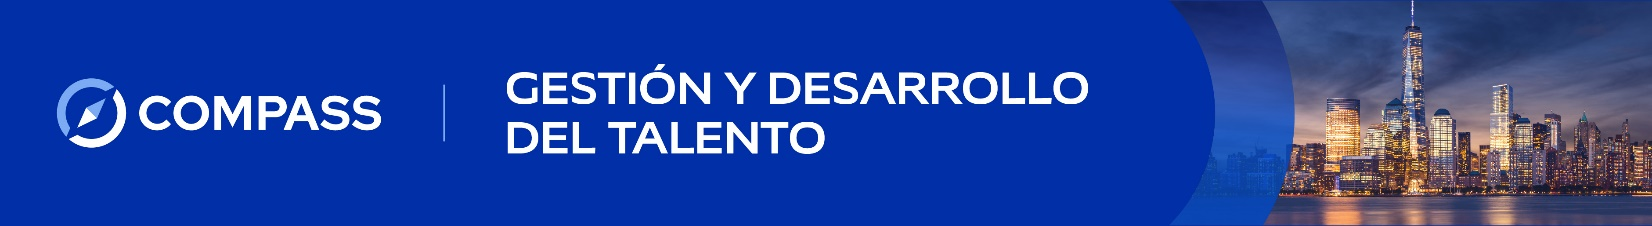 COMPASS
GESTIÓN Y DESARROLLO
DEL TALENTO